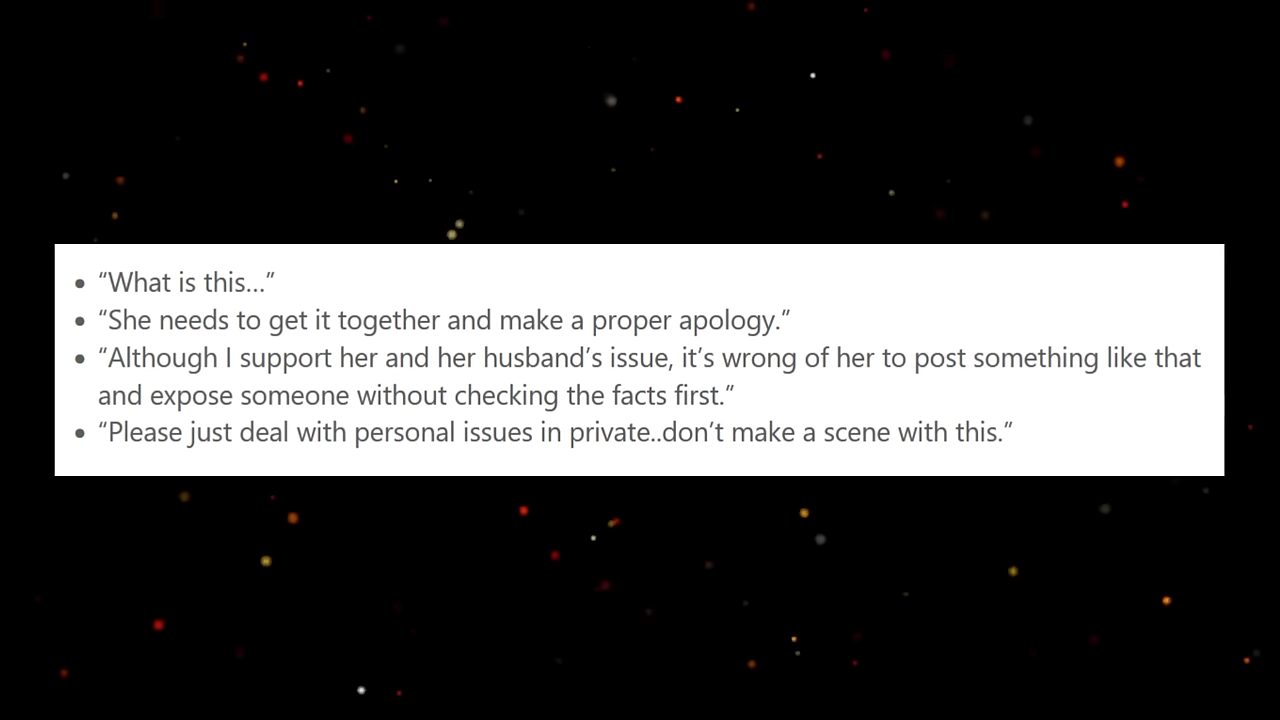 • “What is this…”
• “She needs to get it together and make a proper apology.”
• “Although I support her and her husband’s issue, it’s wrong of her to post something like that
and expose someone without checking the facts first.”
• “Please just deal with personal issues in private..don’t make a scene with this.”